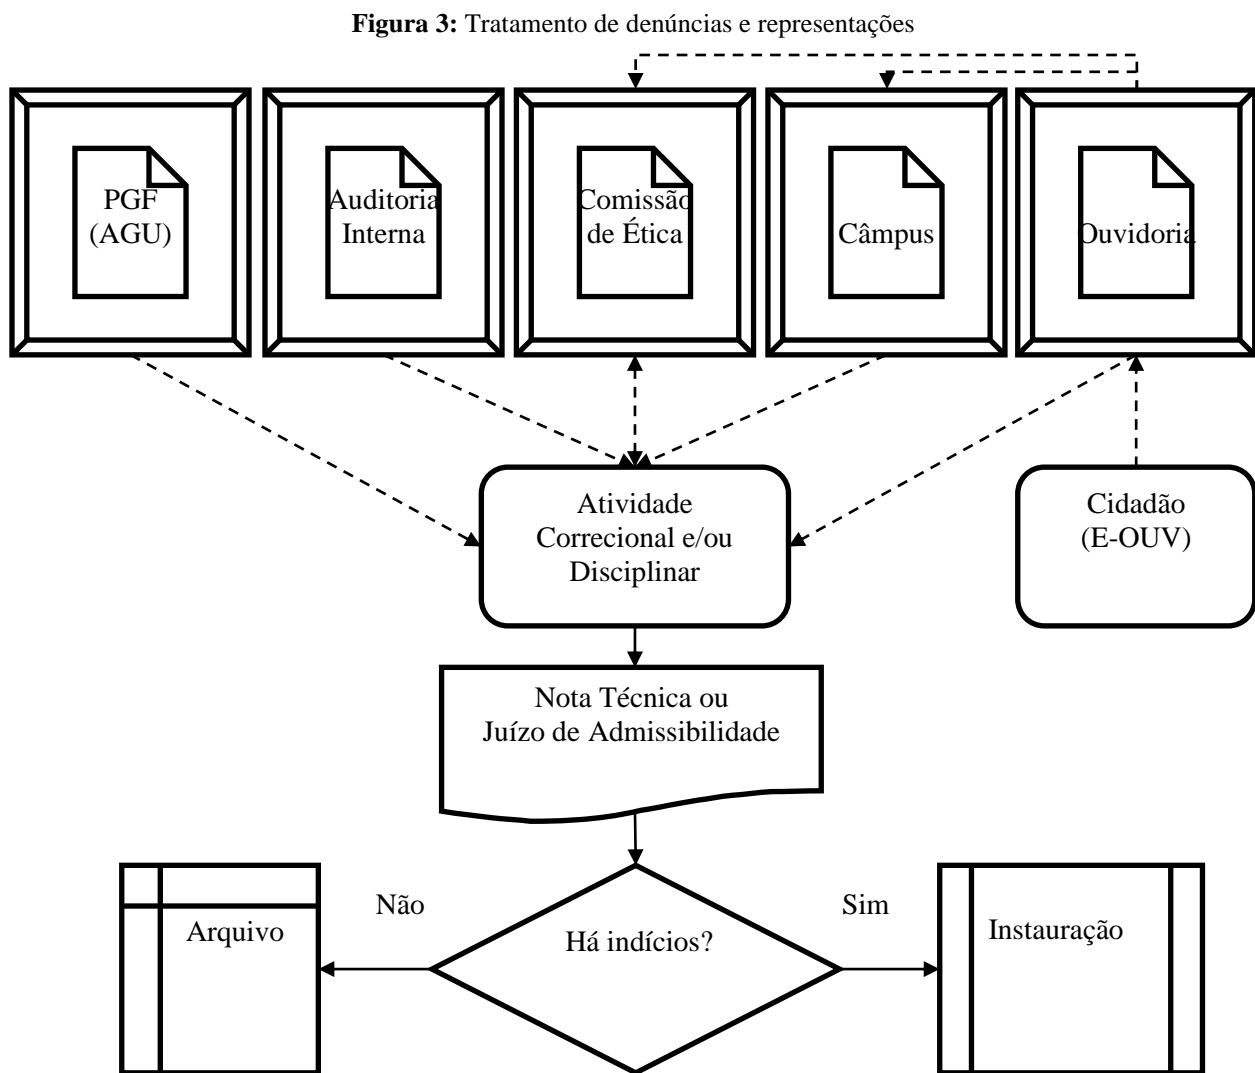 Figura 3: Tratamento de denúncias e representações
PGF
(AGU)
Auditoria
Interna
Comissão
de Ética
Câmpus
Ouvidoria
Atividade
Correcional e/ou
Disciplinar
Cidadão
(E-OUV)
Nota Técnica ou
Juízo de Admissibilidade
Não
Sim
Arquivo
Há indícios?
Instauração